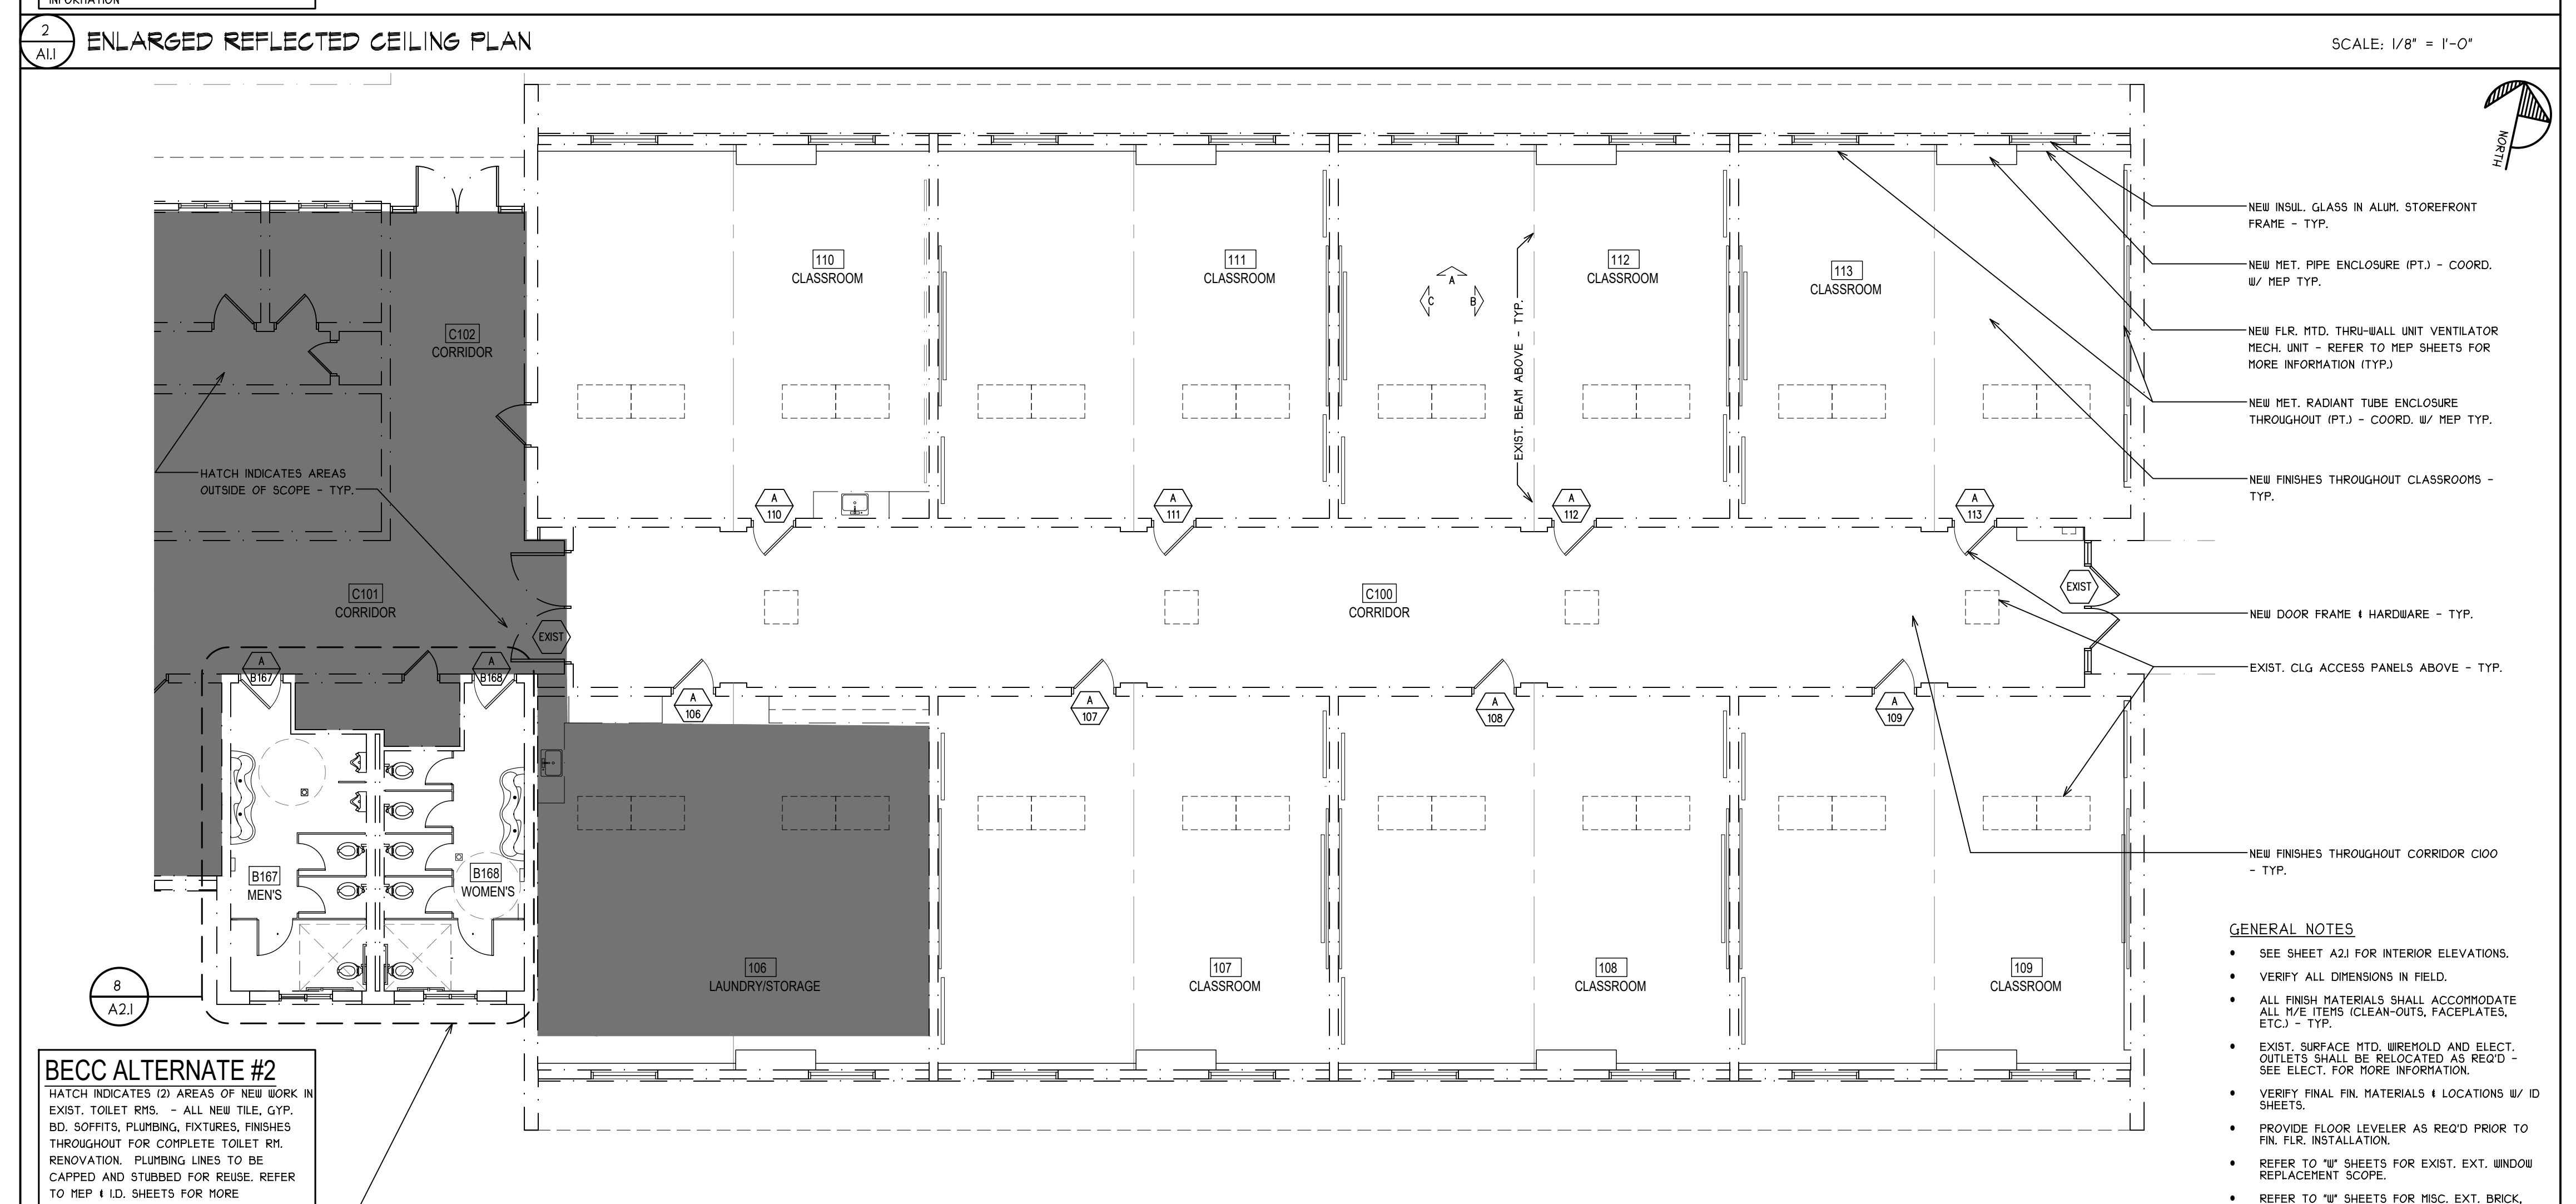 INFORMATION
2
A1.1
ENLARGED REFLECTED CEILING PLAN
SCALE: 1/8" = 1'-0"
NORTH
110
CLASSROOM
111
CLASSROOM
112
CLASSROOM
113
CLASSROOM
A
C
B
EXIST. BEAM ABOVE - TYP.
C102
CORRIDOR
HATCH INDICATES AREAS
OUTSIDE OF SCOPE - TYP.
A
110
A
111
A
112
A
113
C101
CORRIDOR
C100
CORRIDOR
EXIST
EXIST
A
B167
A
B168
A
106
A
107
A
108
A
109
B167
MEN'S
B168
WOMEN'S
106
LAUNDRY/STORAGE
107
CLASSROOM
108
CLASSROOM
109
CLASSROOM
8
A2.1
NEW INSUL. GLASS IN ALUM. STOREFRONT
FRAME - TYP.
NEW MET. PIPE ENCLOSURE (PT.) - COORD.
W/ MEP TYP.
NEW FLR. MTD. THRU-WALL UNIT VENTILATOR
MECH. UNIT - REFER TO MEP SHEETS FOR
MORE INFORMATION (TYP.)
NEW MET. RADIANT TUBE ENCLOSURE
THROUGHOUT (PT.) - COORD. W/ MEP TYP.
NEW FINISHES THROUGHOUT CLASSROOMS -
TYP.
NEW DOOR FRAME & HARDWARE - TYP.
EXIST. CLG ACCESS PANELS ABOVE - TYP.
NEW FINISHES THROUGHOUT CORRIDOR C100
- TYP.
GENERAL NOTES
• SEE SHEET A2.1 FOR INTERIOR ELEVATIONS.
• VERIFY ALL DIMENSIONS IN FIELD.
• ALL FINISH MATERIALS SHALL ACCOMMODATE
ALL M/E ITEMS (CLEAN-OUTS, FACEPLATES,
ETC.) - TYP.
• EXIST. SURFACE MTD. WIREMOLD AND ELECT.
OUTLETS SHALL BE RELOCATED AS REQ'D -
SEE ELECT. FOR MORE INFORMATION.
• VERIFY FINAL FIN. MATERIALS & LOCATIONS W/ ID
SHEETS.
• PROVIDE FLOOR LEVELER AS REQ'D PRIOR TO
FIN. FLR. INSTALLATION.
• REFER TO "W" SHEETS FOR EXIST. EXT. WINDOW
REPLACEMENT SCOPE.
• REFER TO "W" SHEETS FOR MISC. EXT. BRICK,
BECC ALTERNATE #2
HATCH INDICATES (2) AREAS OF NEW WORK IN
EXIST. TOILET RMS. - ALL NEW TILE, GYP.
BD. SOFFITS, PLUMBING, FIXTURES, FINISHES
THROUGHOUT FOR COMPLETE TOILET RM.
RENOVATION. PLUMBING LINES TO BE
CAPPED AND STUBBED FOR REUSE. REFER
TO MEP & I.D. SHEETS FOR MORE